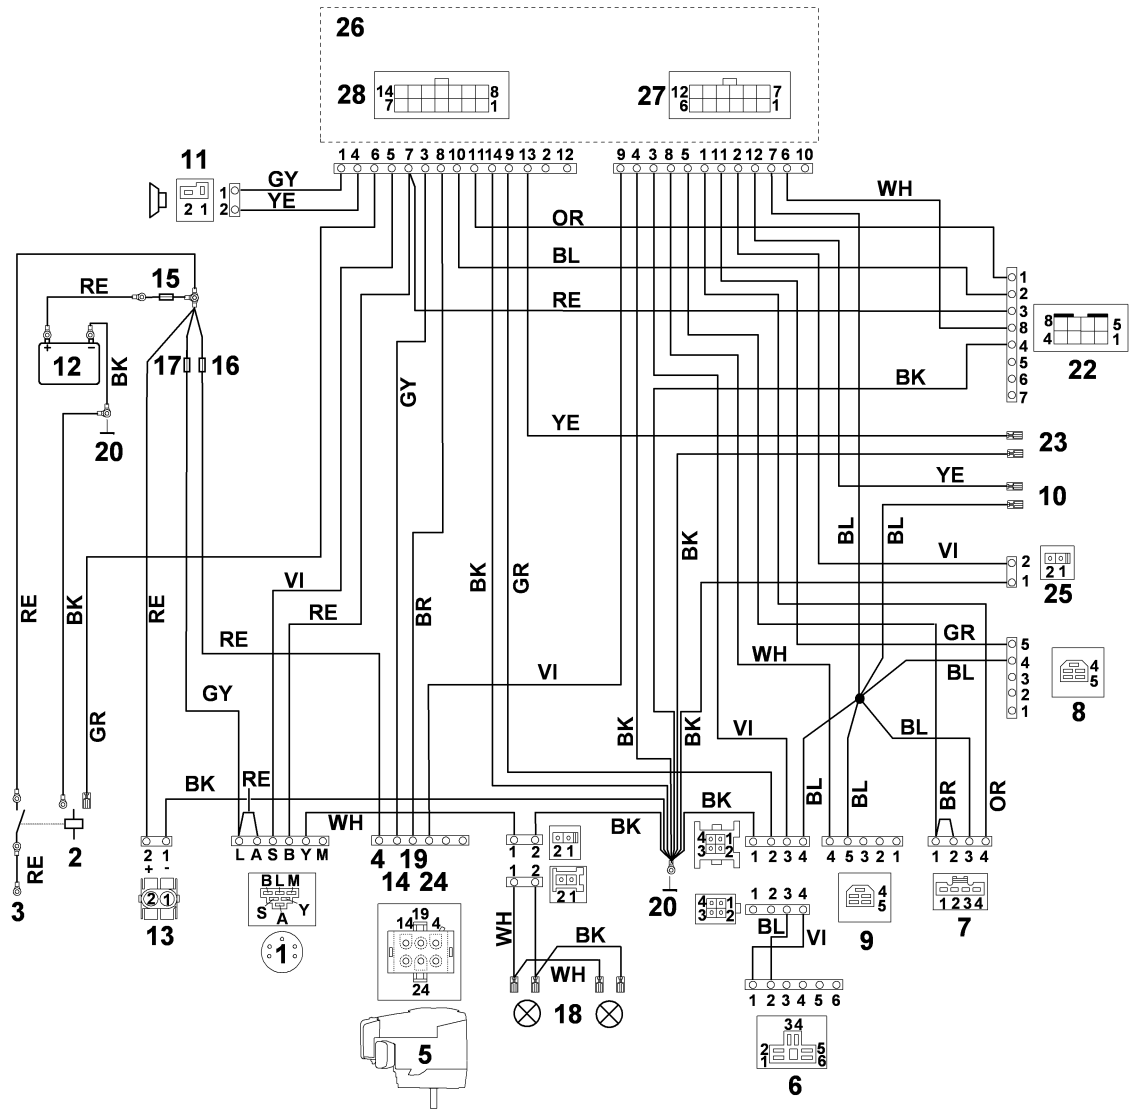 26
28
14 8
7 1
27
12 7
6 1
1 4 6 5 7 3 8 10 11 14 9 13 2 12
9 4 3 8 5 1 11 2 12 7 6 10
11
2 1
1
2
GY
YE
WH
OR
BL
RE
15
RE
12
+ −
BK
20
17
16
GY
1
2
3
8
4
5
6
7
8 5
4 1
22
BK
YE
23
YE
10
BL
BL
VI
2
1
2 1
25
RE
BK
RE
VI
RE
BR
BK
GR
BK
RE
GY
VI
WH
GR
BL
5
4
3
2
1
4
5
8
GR
BK
BK
VI
BL
BK
RE
WH
BK
BK
BL
BL
BR
OR
2
RE
3
2 1
+ -
2 1
13
L A S B Y M
B L M
S A Y
1
4 19
14 24
19
14 4
24
5
1 2
2 1
1 2
2 1
WH
BK
WH
18
20
4 1
3 2
1 2 3 4
4 1
3 2
1 2 3 4
BL
VI
1 2 3 4 5 6
3 4
2 5
1 6
6
4 5 3 2 1
4
5
9
1 2 3 4
1 2 3 4
7